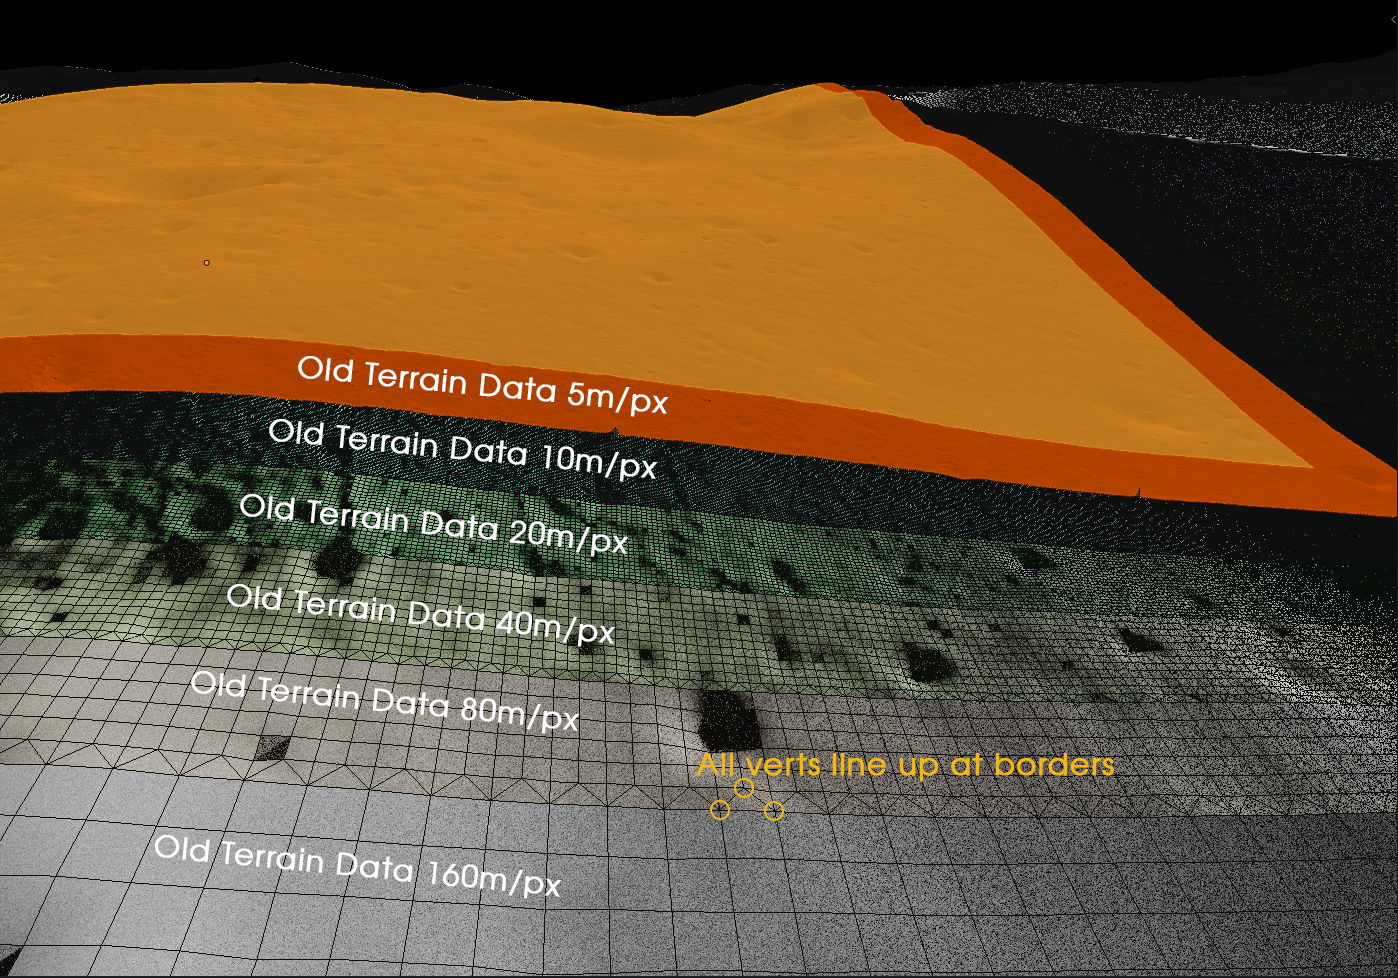 Old Terrain Data 5m/px
Old Terrain Data 10m/px
Old Terrain Data 20m/px
Old Terrain Data 40m/px
Old Terrain Data 80m/px
All verts line up at borders
Old Terrain Data 160m/px